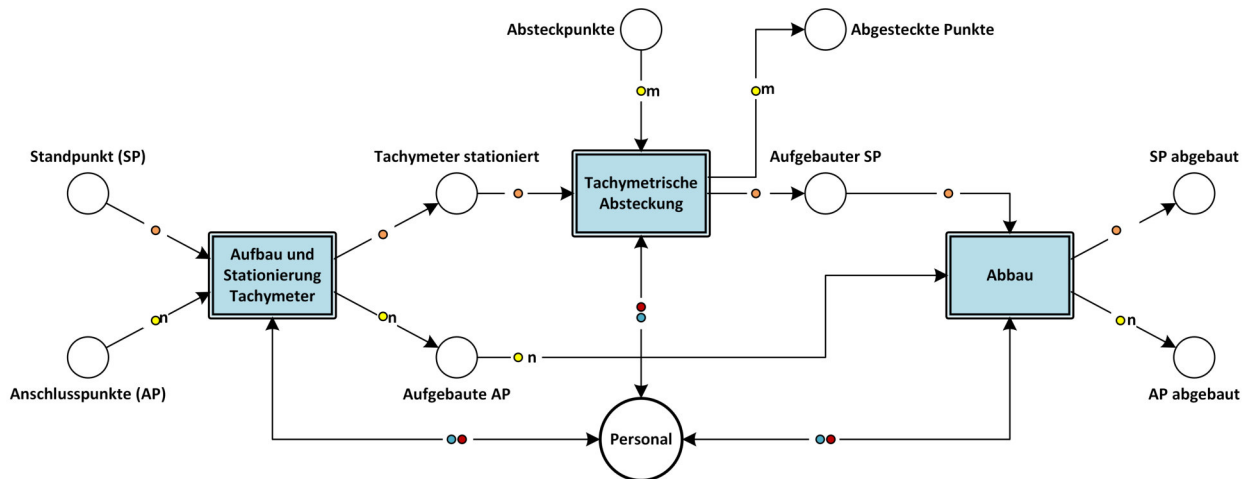 Absteckpunkte
Abgesteckte Punkte
m
m
Standpunkt (SP)
Tachymeter stationiert
Tachymetrische
Absteckung
Aufgebauter SP
SP abgebaut
Aufbau und
Stationierung
Tachymeter
Abbau
n
n
n
n
Anschlusspunkte (AP)
Aufgebaute AP
AP abgebaut
Personal